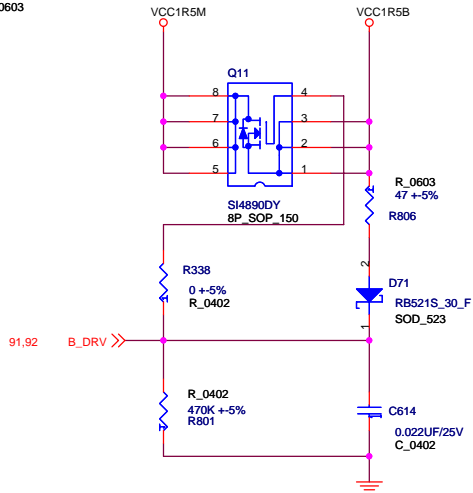 0603
VCC1R5M
VCC1R5B
Q11
8
4
7
3
6
2
5
1
SI4890DY
8P_SOP_150
R_0603
47 +-5%
R806
R338
0 +-5%
R_0402
2
D71
RB521S_30_F
SOD_523
1
91,92
B_DRV
R_0402
470K +-5%
R801
C614
0.022UF/25V
C_0402